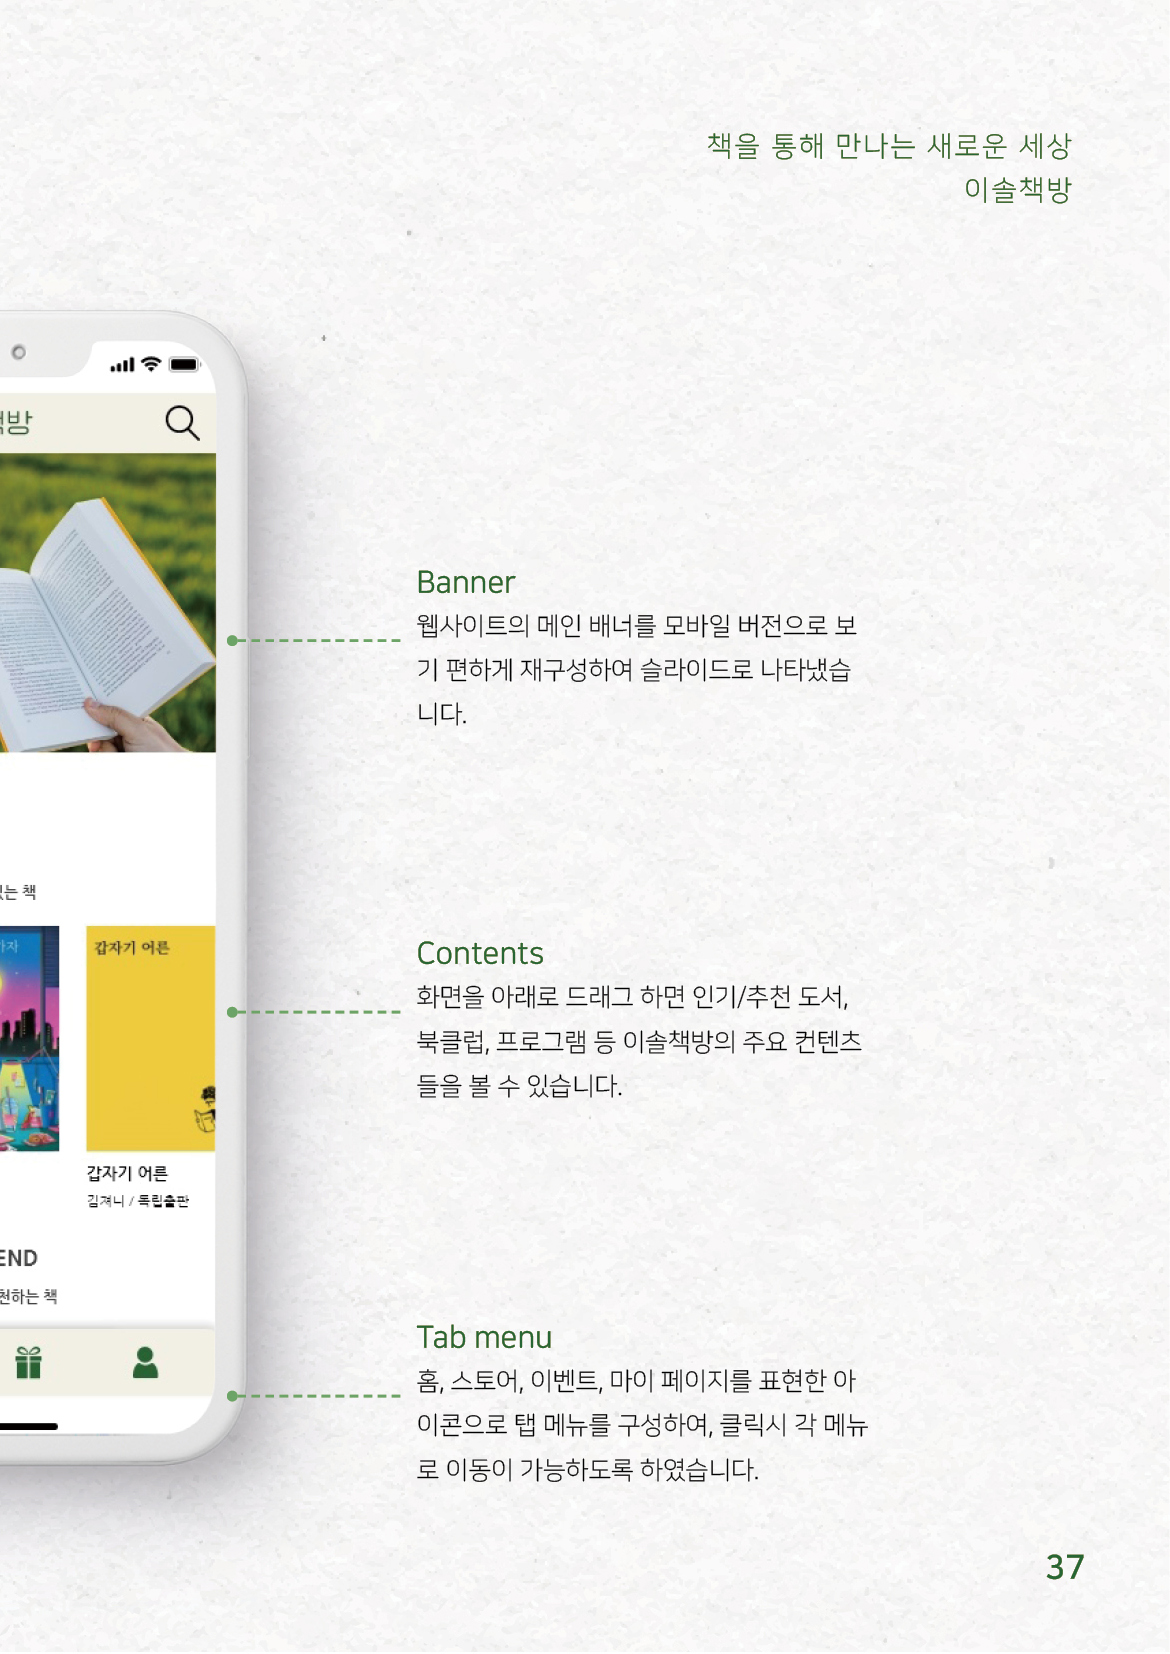 책을 통해 만나는 새로운 세상
이솔책방
책방
Banner
웹사이트의 메인 배너를 모바일 버전으로 보
기 편하게 재구성하여 슬라이드로 나타냈습
니다.
있는 책
갑자기 어른
갑자기 어른
김져니 / 독립출판
Contents
화면을 아래로 드래그 하면 인기/추천 도서,
북클럽, 프로그램 등 이솔책방의 주요 컨텐츠
들을 볼 수 있습니다.
END
천하는 책
Tab menu
홈, 스토어, 이벤트, 마이 페이지를 표현한 아
이콘으로 탭 메뉴를 구성하여, 클릭시 각 메뉴
로 이동이 가능하도록 하였습니다.
37